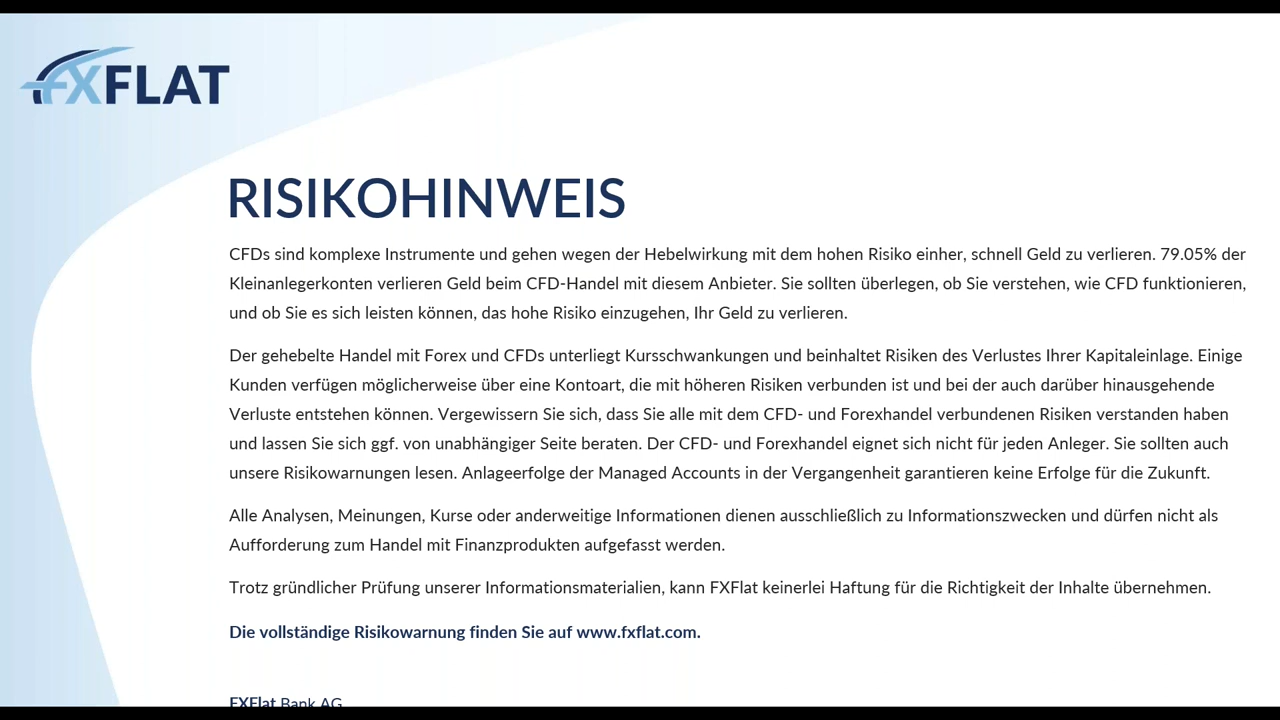 FXFLAT
RISIKOHINWEIS
CFDs sind komplexe Instrumente und gehen wegen der Hebelwirkung mit dem hohen Risiko einher, schnell Geld zu verlieren. 79.05% der
Kleinanlegerkonten verlieren Geld beim CFD-Handel mit diesem Anbieter. Sie sollten überlegen, ob Sie verstehen, wie CFD funktionieren,
und ob Sie es sich leisten können, das hohe Risiko einzugehen, Ihr Geld zu verlieren.
Der gehebelte Handel mit Forex und CFDs unterliegt Kursschwankungen und beinhaltet Risiken des Verlustes Ihrer Kapitaleinlage. Einige
Kunden verfügen möglicherweise über eine Kontoart, die mit höheren Risiken verbunden ist und bei der auch darüber hinausgehende
Verluste entstehen können. Vergewissern Sie sich, dass Sie alle mit dem CFD- und Forexhandel verbundenen Risiken verstanden haben
und lassen Sie sich ggf. von unabhängiger Seite beraten. Der CFD- und Forexhandel eignet sich nicht für jeden Anleger. Sie sollten auch
unsere Risikowarnungen lesen. Anlageerfolge der Managed Accounts in der Vergangenheit garantieren keine Erfolge für die Zukunft.
Alle Analysen, Meinungen, Kurse oder anderweitige Informationen dienen ausschließlich zu Informationszwecken und dürfen nicht als
Aufforderung zum Handel mit Finanzprodukten aufgefasst werden.
Trotz gründlicher Prüfung unserer Informationsmaterialien, kann FXFlat keinerlei Haftung für die Richtigkeit der Inhalte übernehmen.
Die vollständige Risikowarnung finden Sie auf www.fxflat.com.
FXFlat Bank AG